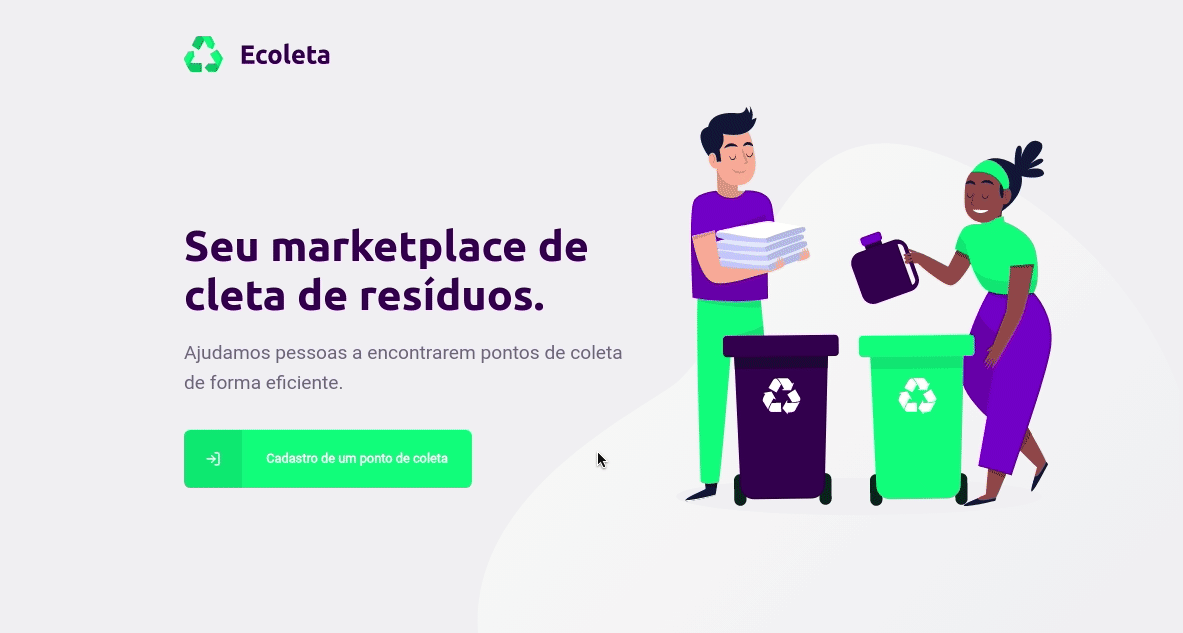 Ecoleta
Seu marketplace de
cleta de resíduos.
Ajudamos pessoas a encontrarem pontos de coleta
de forma eficiente.
Cadastro de um ponto de coleta